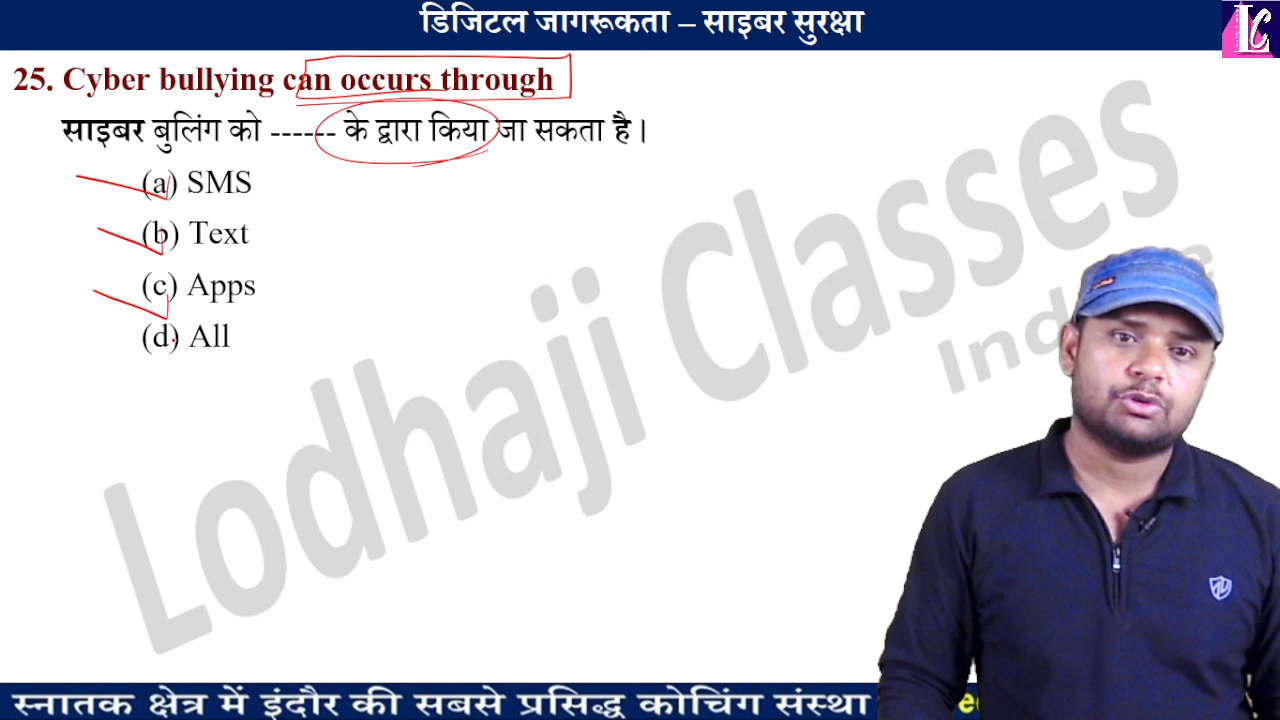 डिजिटल जागरूकता – साइबर सुरक्षा
LC
25. Cyber bullying can occurs through
साइबर बुलिंग को ------ के द्वारा किया जा सकता है।
(a) SMS
(b) Text
(c) Apps
(d) All
Lodhaji Classes
स्नातक क्षेत्र में इंदौर की सबसे प्रसिद्ध कोचिंग संस्था